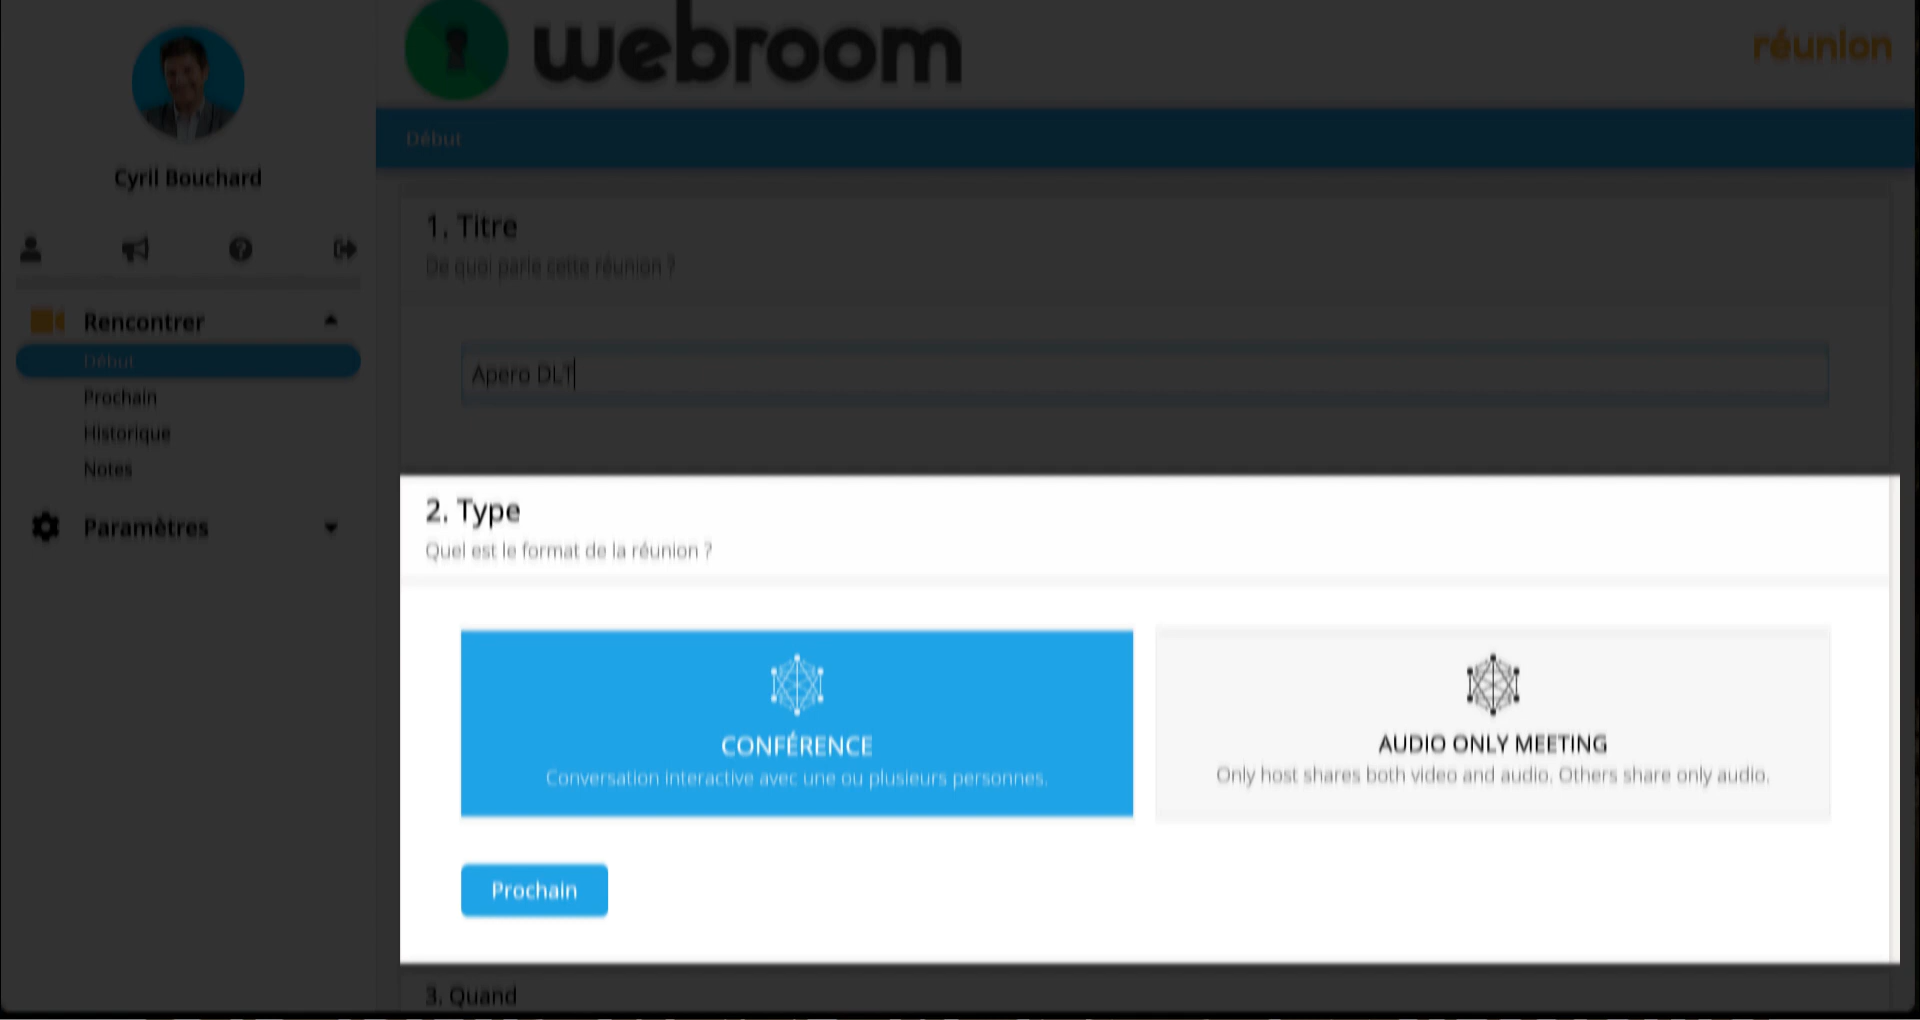 webroom
réunion
Cyril Bouchard
Début
1. Titre
De quoi parle cette réunion ?
Rencontrer
Début
Apero DLT
Prochain
Historique
Notes
2. Type
Paramètres
Quel est le format de la réunion ?
CONFÉRENCE
Conversation interactive avec une ou plusieurs personnes.
AUDIO ONLY MEETING
Only host shares both video and audio. Others share only audio.
Prochain
3. Quand